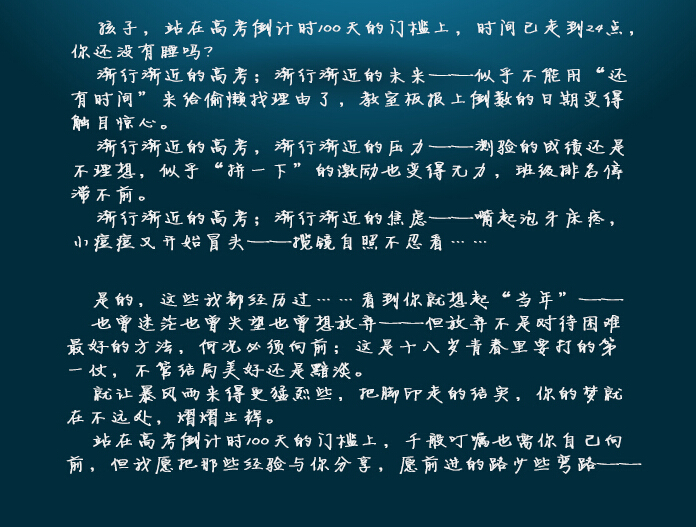 孩子，站在高考倒计时100天的门槛上，时间已走到24点，
你还没有睡吗？
渐行渐近的高考；渐行渐近的未来——似乎不能用“还
有时间”来给偷懒找理由了，教室板报上倒数的日期变得
触目惊心。
渐行渐近的高考，渐行渐近的压力——测验的成绩还是
不理想，似乎“拼一下”的激励也变得无力，班级排名停
滞不前。
渐行渐近的高考；渐行渐近的焦虑——嘴起泡牙床疼，
小痘痘又开始冒头——揽镜自照不忍看……
是的，这些我都经历过……看到你就想起“当年”——
也曾迷茫也曾失望也曾想放弃——但放弃不是对待困难
最好的方法，何况必须向前；这是十八岁青春里要打的第
一仗，不管结局美好还是黯淡。
就让暴风雨来得更猛烈些，把脚印走的结实，你的梦就
在不远处，熠熠生辉。
站在高考倒计时100天的门槛上，千般叮嘱也需你自己向
前，但我愿把那些经验与你分享，愿前进的路少些弯路——